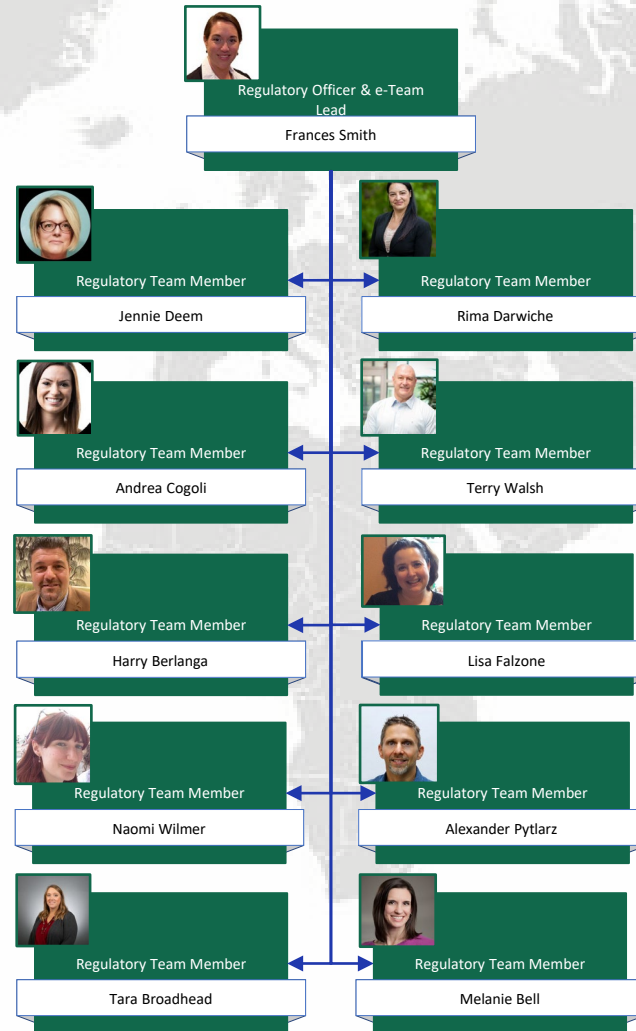 Regulatory Officer & e-Team
Lead
Frances Smith
Regulatory Team Member
Jennie Deem
Regulatory Team Member
Rima Darwiche
Regulatory Team Member
Andrea Cogoli
Regulatory Team Member
Terry Walsh
Regulatory Team Member
Harry Berlanga
Regulatory Team Member
Lisa Falzone
Regulatory Team Member
Naomi Wilmer
Regulatory Team Member
Alexander Pytlarz
Regulatory Team Member
Tara Broadhead
Regulatory Team Member
Melanie Bell